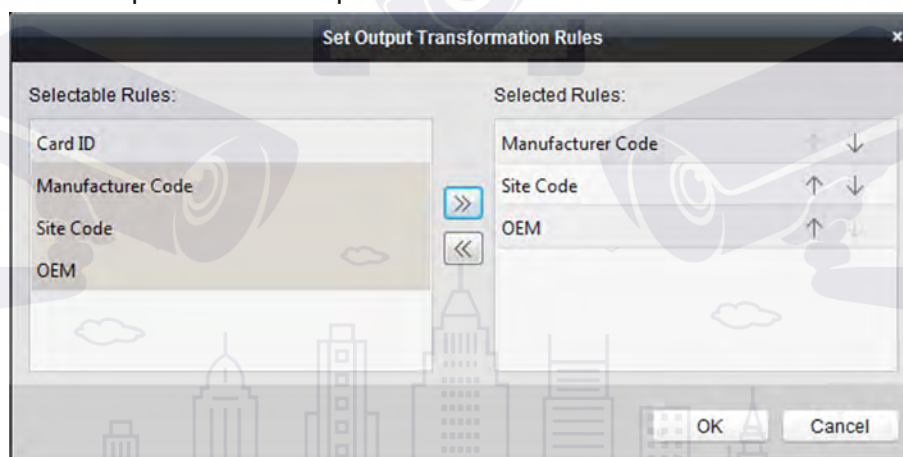 Set Output Transformation Rules
Selectable Rules:
Card ID
Manufacturer Code
Site Code
OEM
Selected Rules:
Manufacturer Code
Site Code
OEM
OK
Cancel